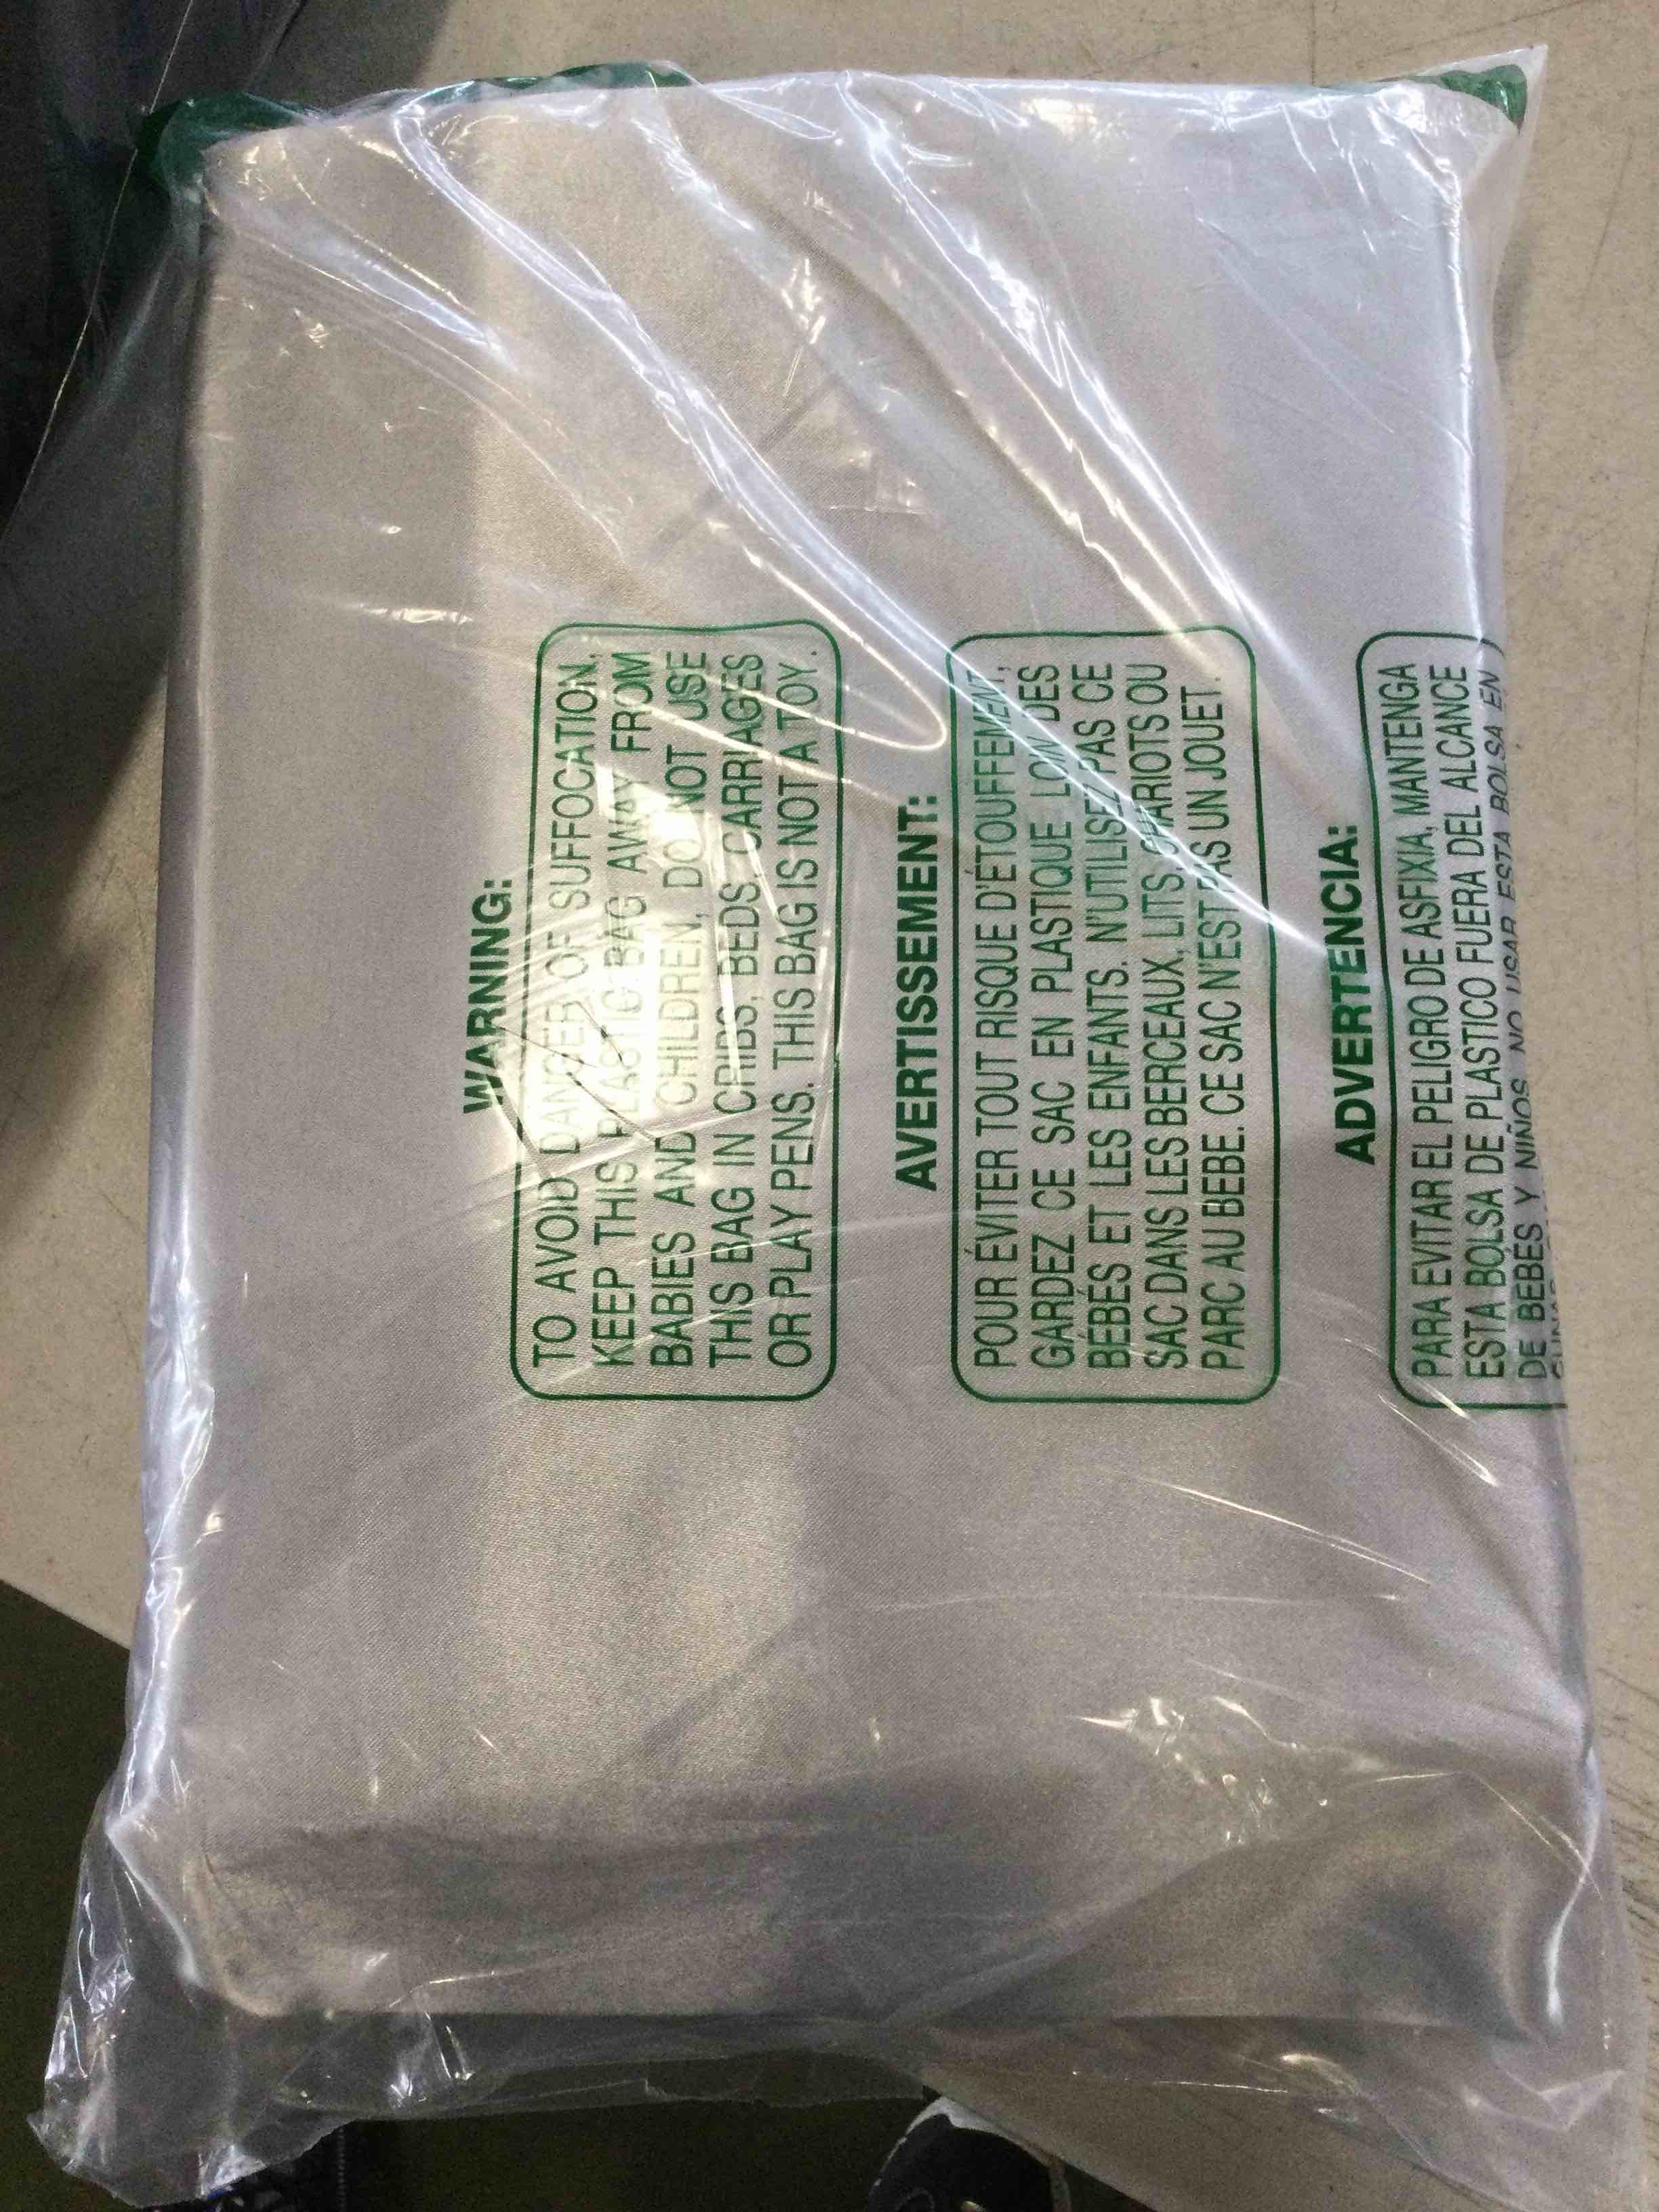 WARNING:
TO AVOID DANGER OF SUFFOCATION,
KEEP THIS PLASTIC BAG AWAY FROM
BABIES AND CHILDREN, DO NOT USE
THIS BAG IN CRIBS, BEDS, CARRIAGES
OR PLAY PENS. THIS BAG IS NOT A TOY.
AVERTISSEMENT:
POUR ÉVITER TOUT RISQUE D'ÉTOUFFEMENT,
GARDEZ CE SAC EN PLASTIQUE LOIN DES
BÉBÉS ET LES ENFANTS. N'UTILISEZ PAS CE
SAC DANS LES BERCEAUX, LITS, CHARIOTS OU
PARC AU BEBE. CE SAC N'EST PAS UN JOUET.
ADVERTENCIA:
PARA EVITAR EL PELIGRO DE ASFIXIA, MANTENGA
ESTA BOLSA DE PLASTICO FUERA DEL ALCANCE
DE BEBÉS Y NIÑOS. NO USAR ESTA BOLSA EN